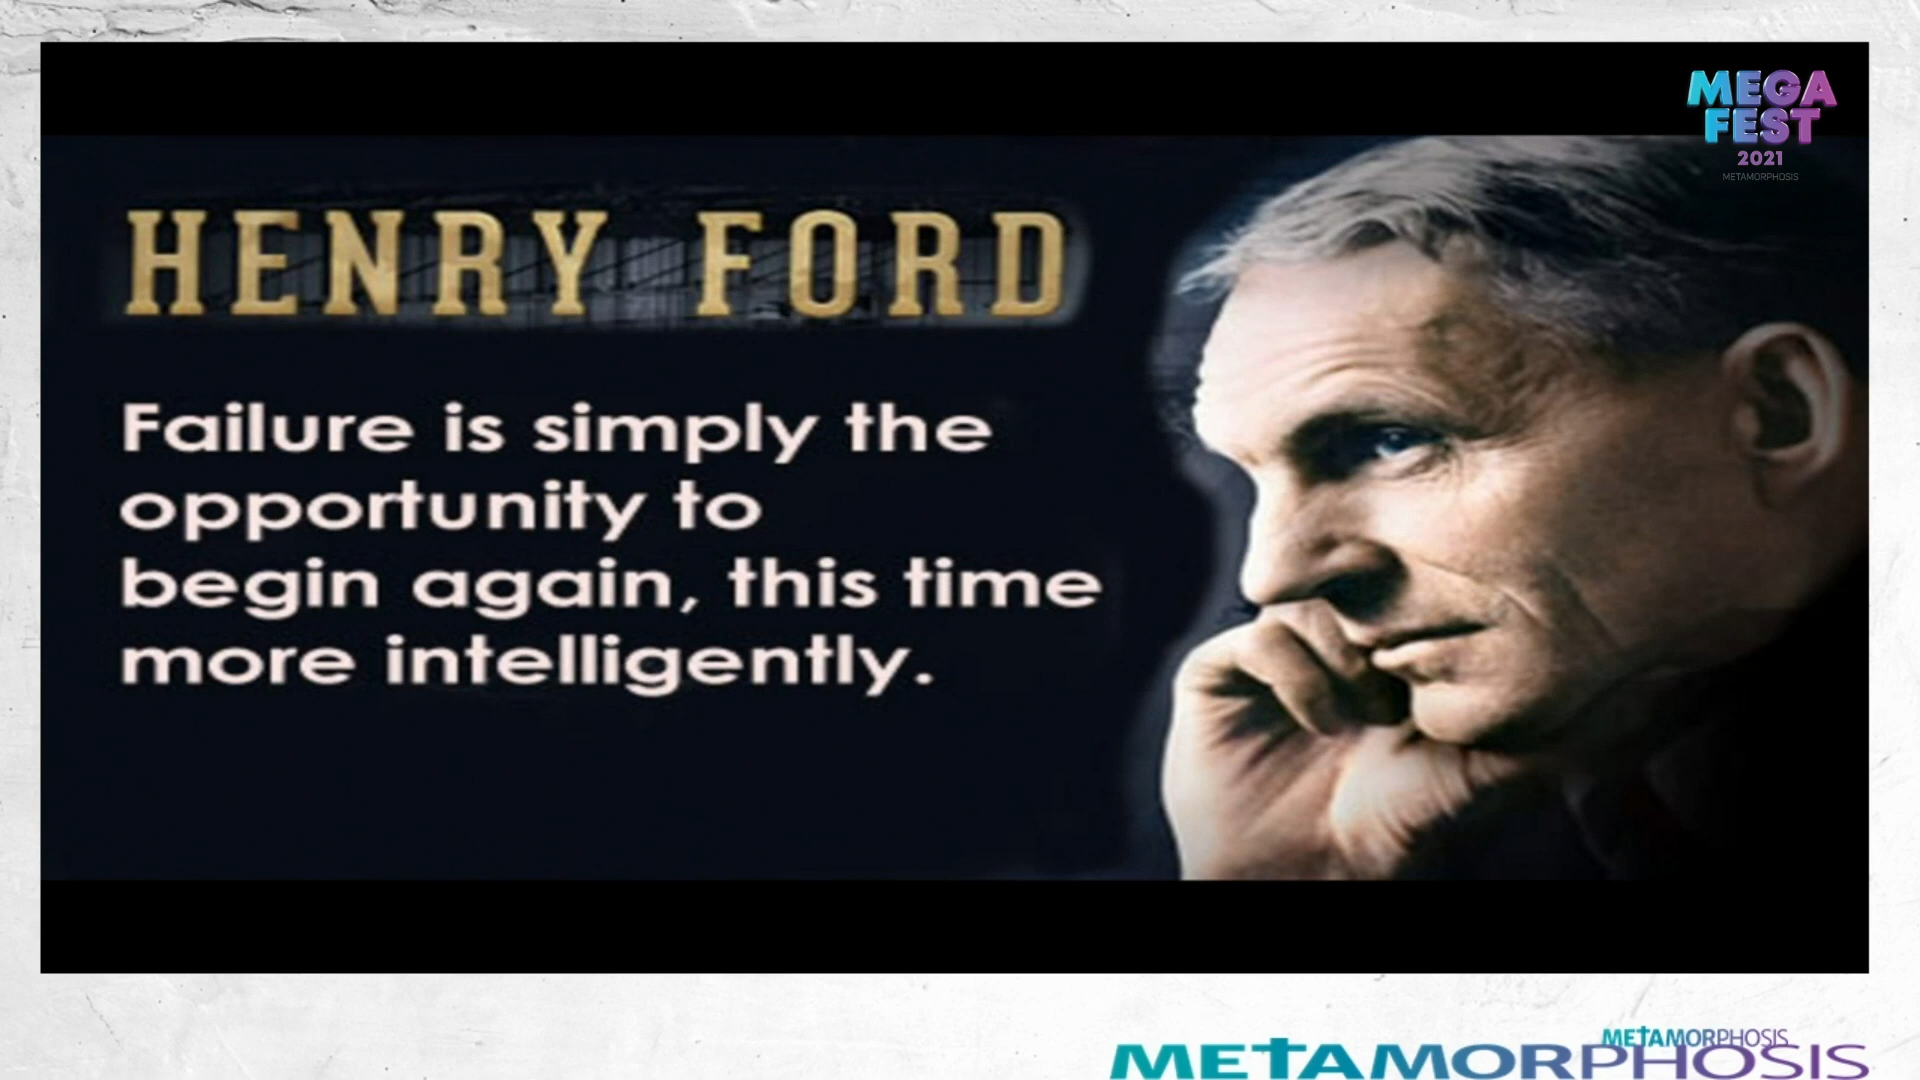 MEGA
FEST
2021
METAMORPHOSIS
HENRY FORD
Failure is simply the
opportunity to
begin again, this time
more intelligently.
METAMORPHOSIS
METAMORPHOSIS